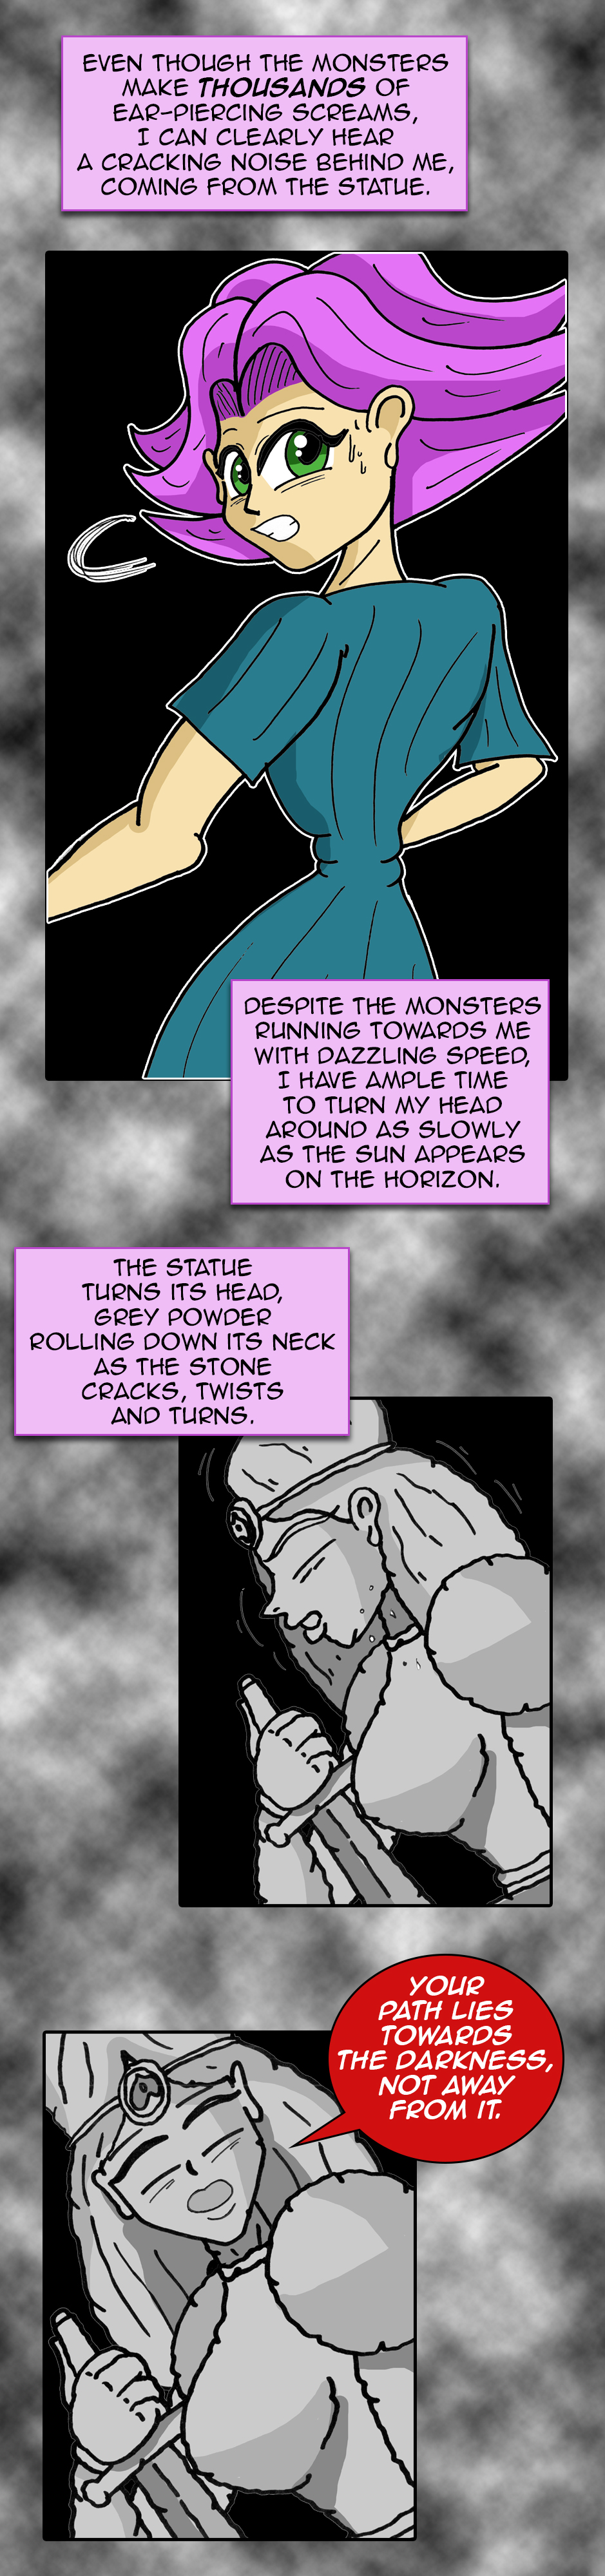 EVEN THOUGH THE MONSTERS
MAKE THOUSANDS OF
EAR-PIERCING SCREAMS,
I CAN CLEARLY HEAR
A CRACKING NOISE BEHIND ME,
COMING FROM THE STATUE.
DESPITE THE MONSTERS
RUNNING TOWARDS ME
WITH DAZZLING SPEED,
I HAVE AMPLE TIME
TO TURN MY HEAD
AROUND AS SLOWLY
AS THE SUN APPEARS
ON THE HORIZON.
THE STATUE
TURNS ITS HEAD,
GREY POWDER
ROLLING DOWN ITS NECK
AS THE STONE
CRACKS, TWISTS
AND TURNS.
YOUR
PATH LIES
TOWARDS
THE DARKNESS,
NOT AWAY
FROM IT.